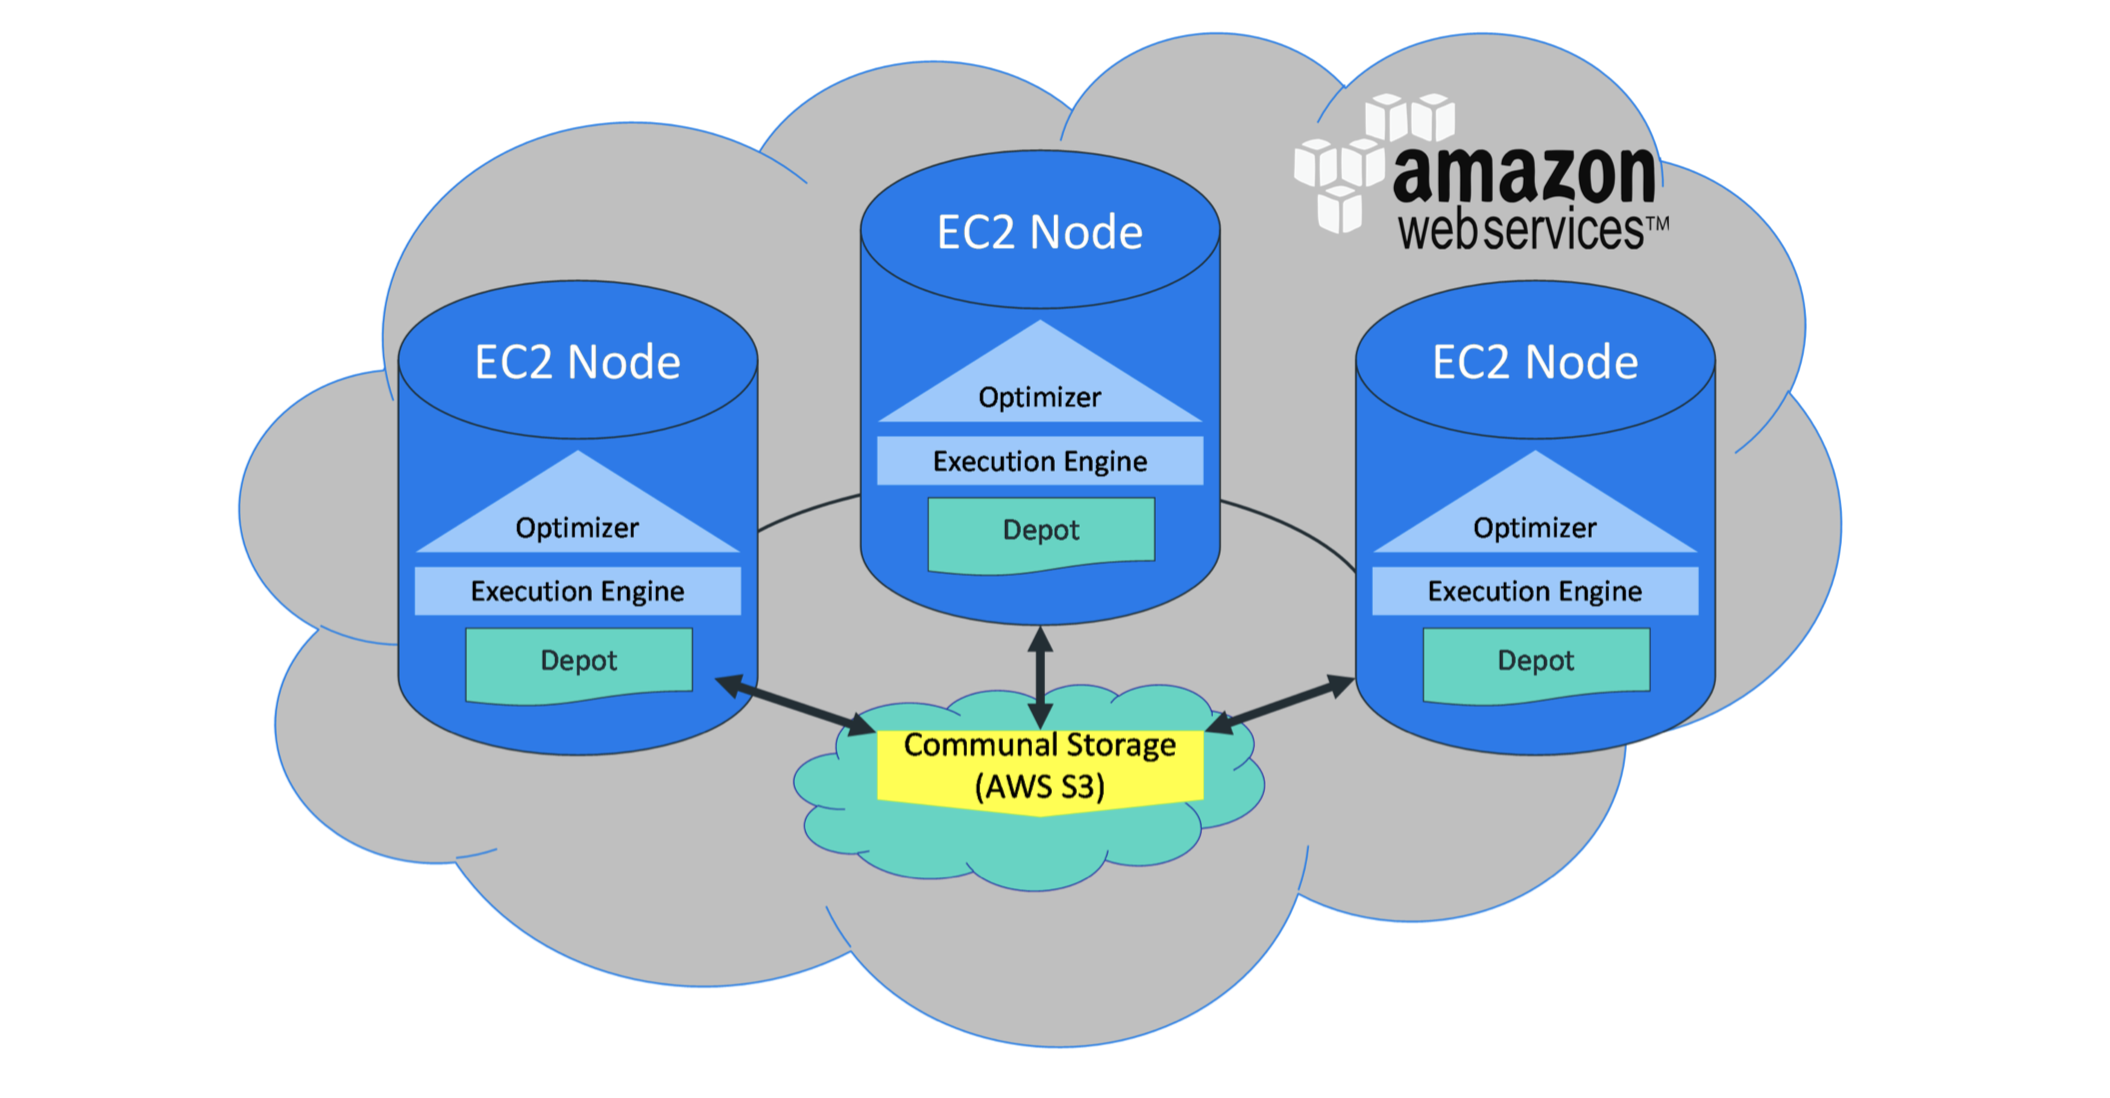 amazon
webservices™
EC2 Node
Optimizer
Execution Engine
Depot
EC2 Node
Optimizer
Execution Engine
Depot
EC2 Node
Optimizer
Execution Engine
Depot
Communal Storage
(AWS S3)